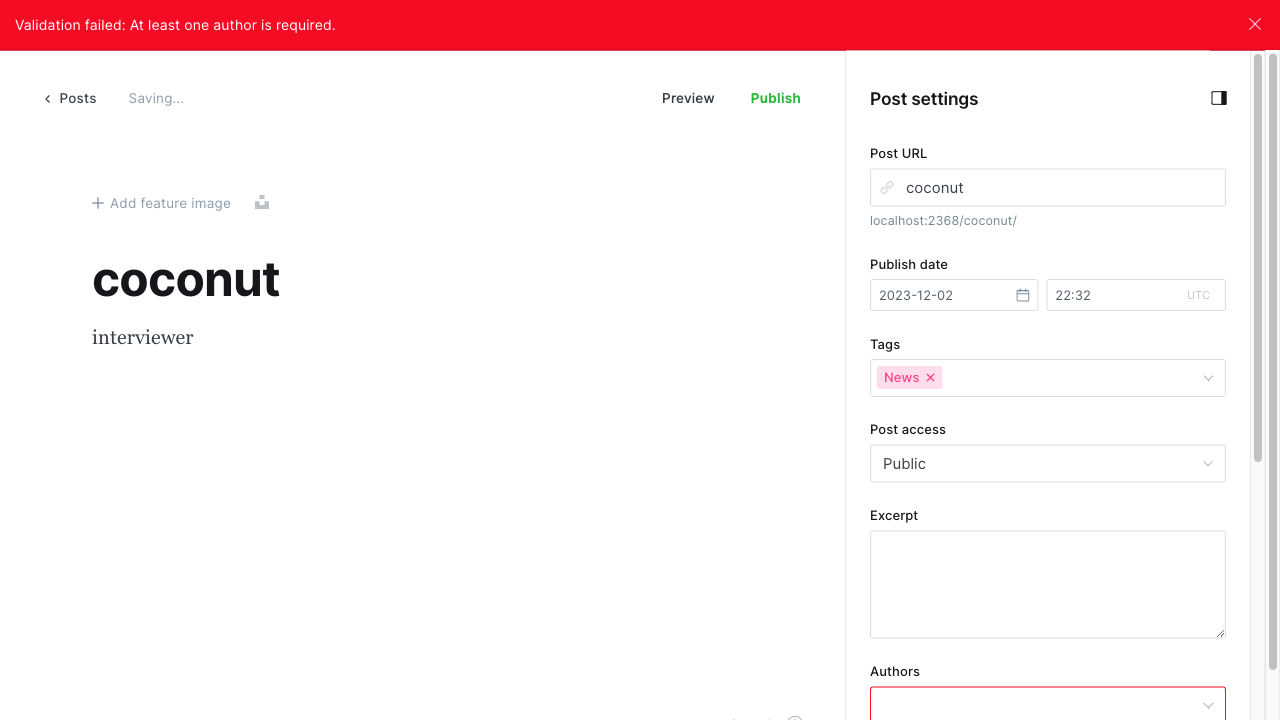 Validation failed: At least one author is required.
Posts
Saving...
Preview
Publish
Add feature image
coconut
interviewer
Post settings
Post URL
coconut
localhost:2368/coconut/
Publish date
2023-12-02
22:32
UTC
Tags
News
Post access
Public
Excerpt
Authors